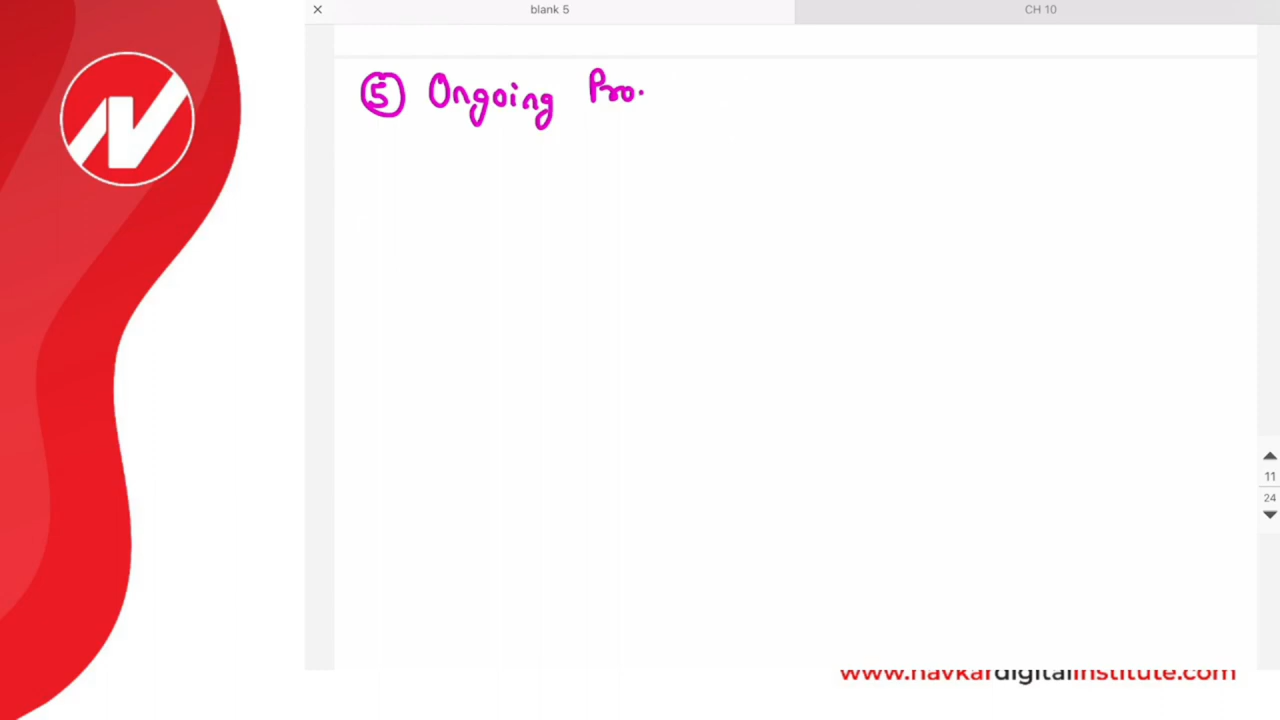 blank 5
CH 10
⑤ Ongoing Pro.
11
24
www.navkardigitalinstitute.com